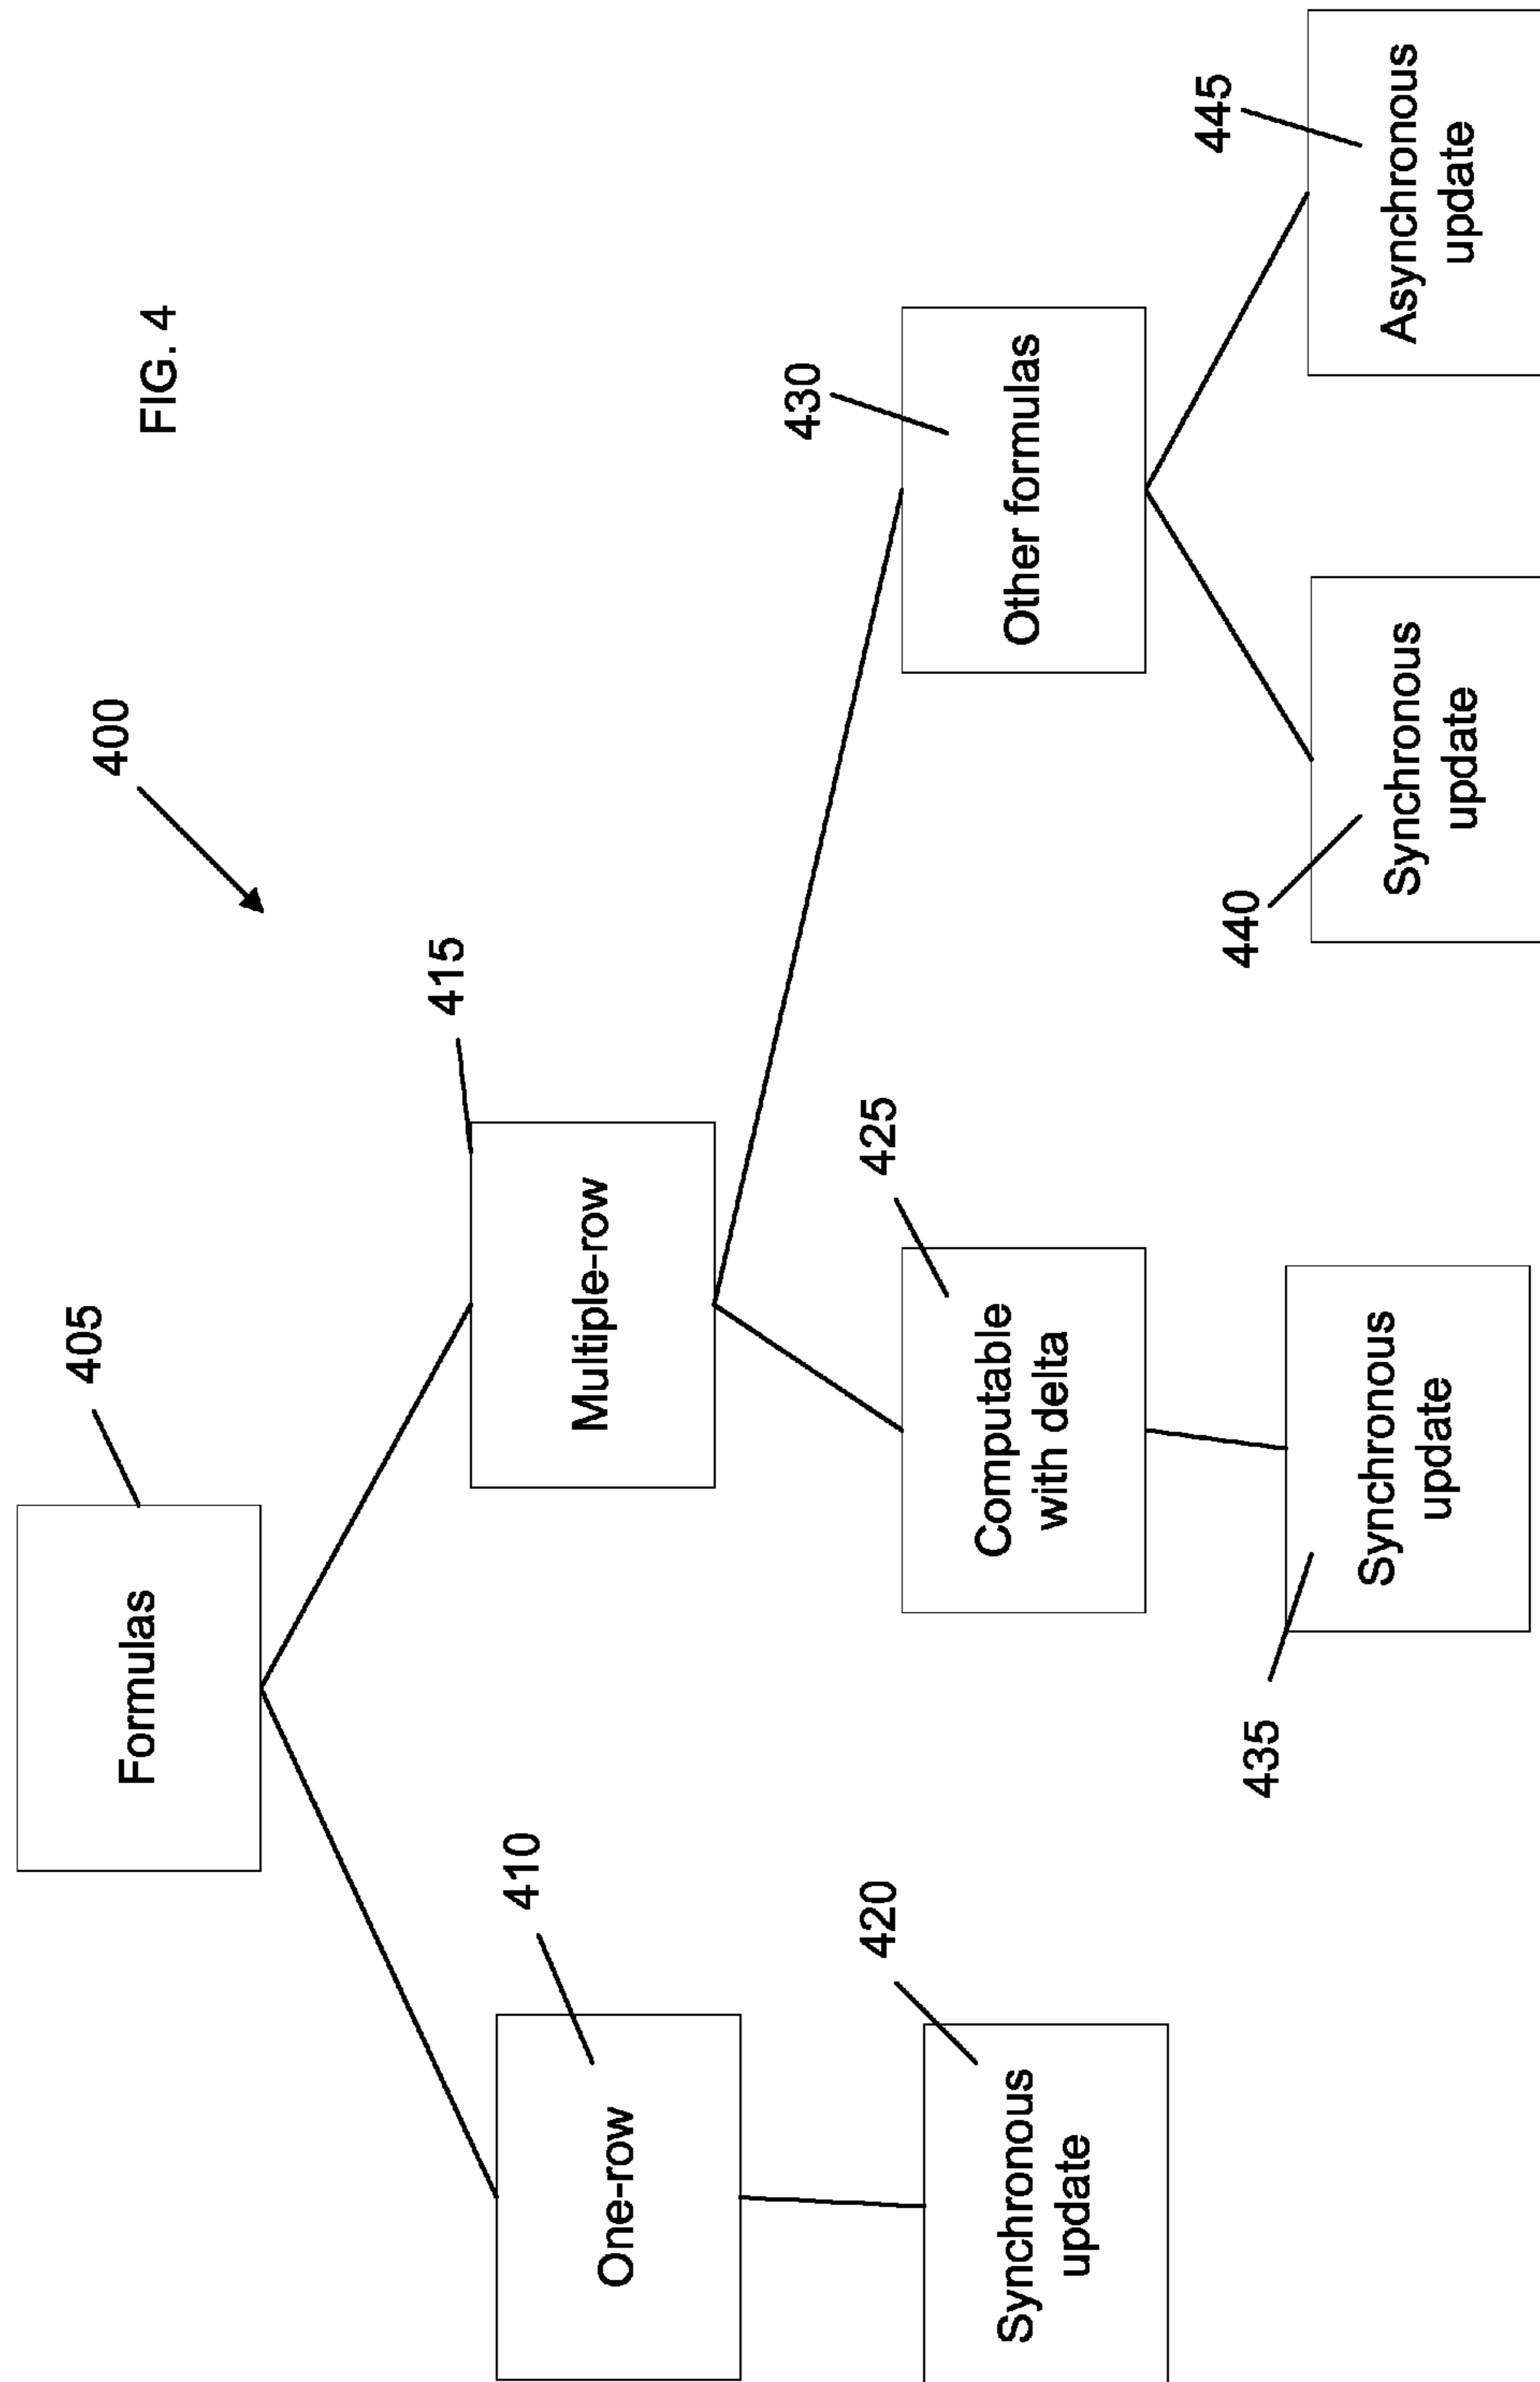 FIG. 4
400
405
Formulas
410
One-row
415
Multiple-row
420
Synchronous
update
425
Computable
with delta
430
Other formulas
435
Synchronous
update
440
Synchronous
update
445
Asynchronous
update